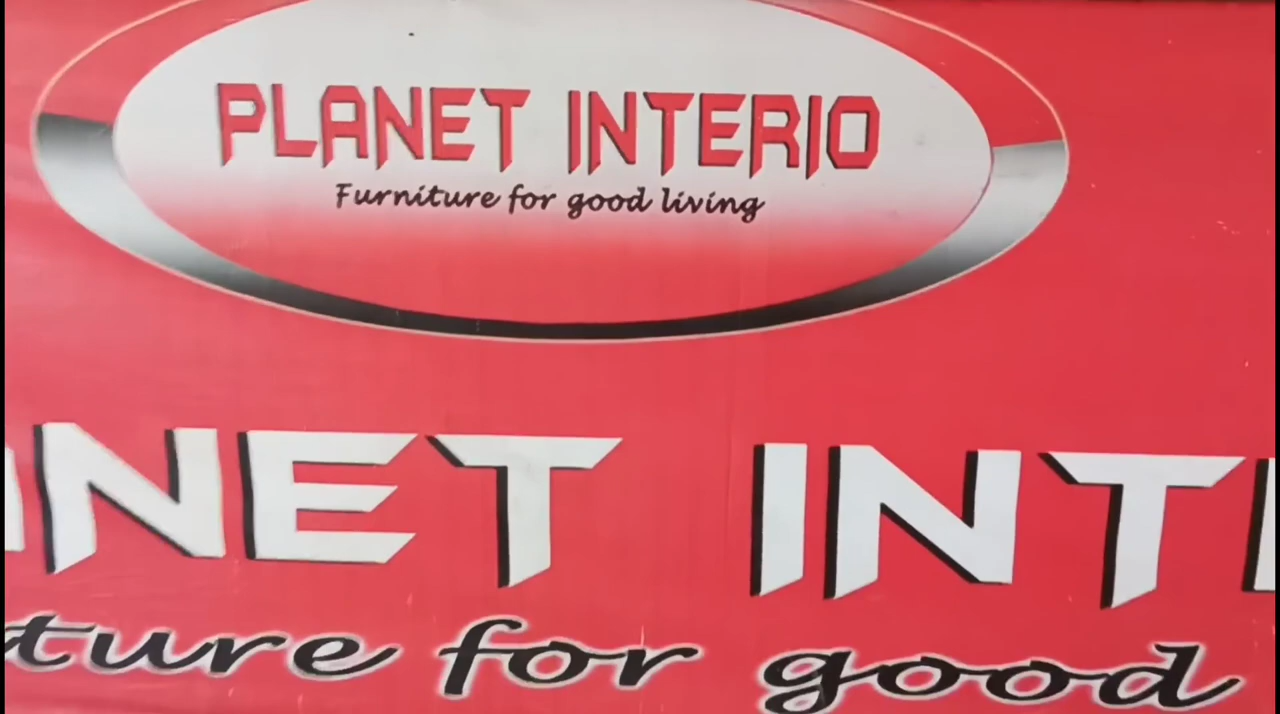 PLANET INTERIO
Furniture for good living
NET INT
ture for good